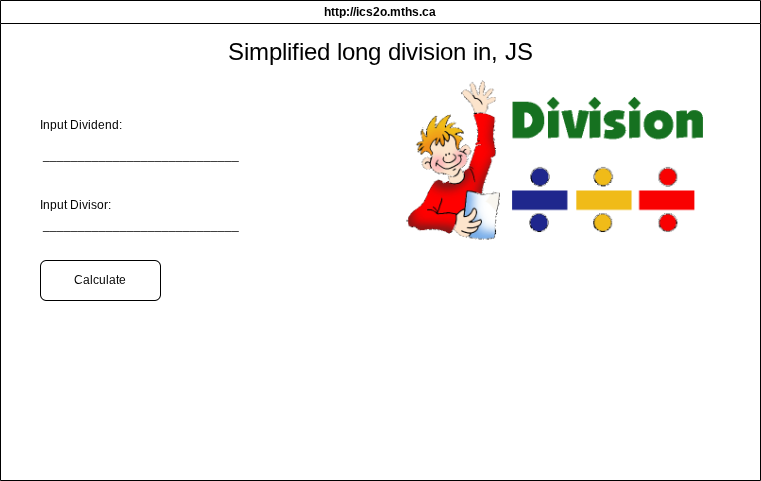 http://ics2o.mths.ca
Simplified long division in, JS
Division
Input Dividend:
Input Divisor:
Calculate